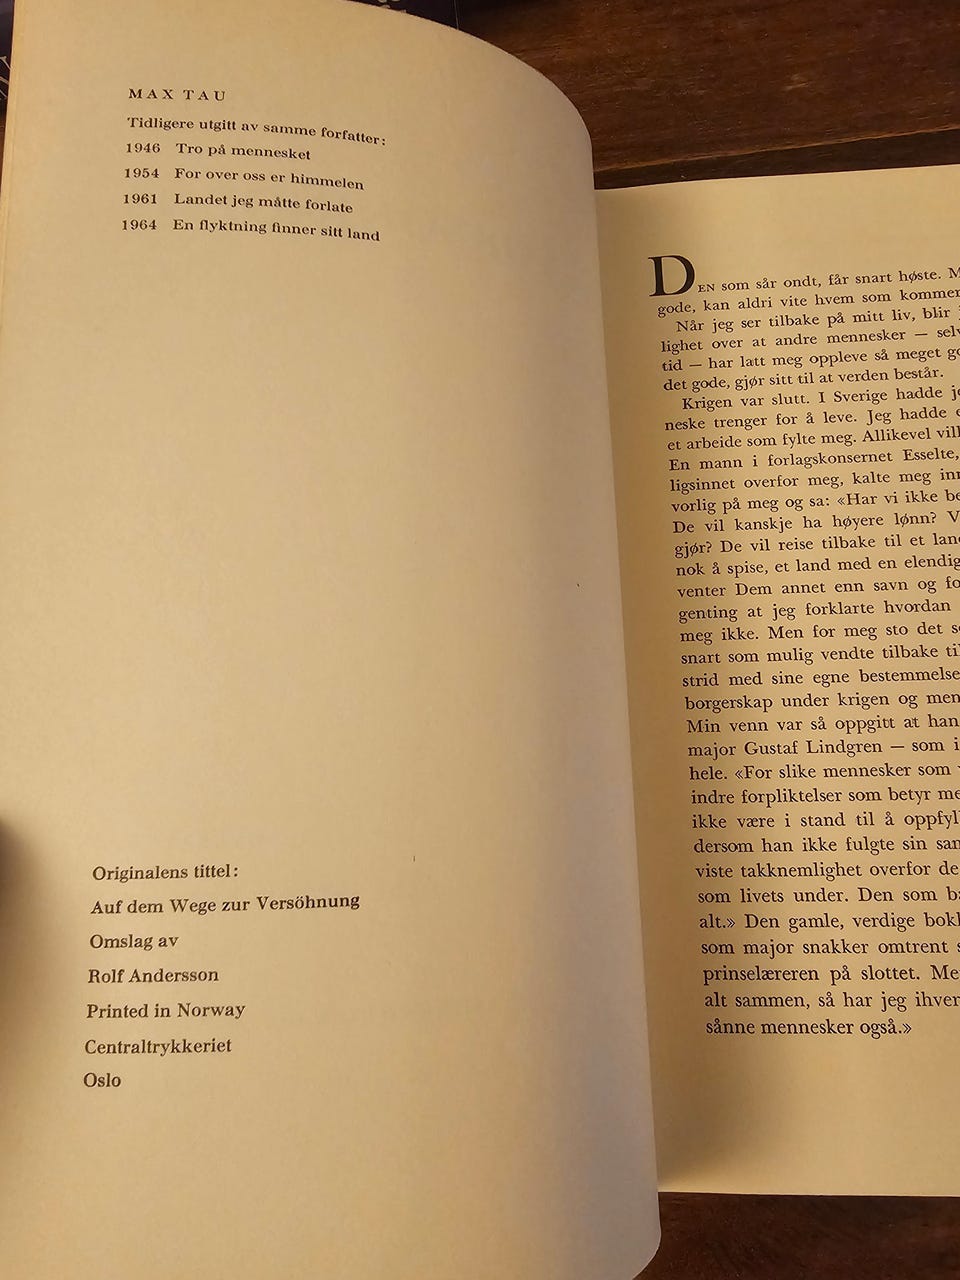 MAX TAU
Tidligere utgitt av samme forfatter:
1946 Tro på mennesket
1954 For over oss er himmelen
1961 Landet jeg måtte forlate
1964 En flyktning finner sitt land
Originalens tittel:
Auf dem Wege zur Versöhnung
Omslag av
Rolf Andersson
Printed in Norway
Centraltrykkeriet
Oslo
DEN som sår ondt, får snart høste.
gode, kan aldri vite hvem som kommer
Når jeg ser tilbake på mitt liv, blir
lighet over at andre mennesker —
tid — har latt meg oppleve så meget
det gode, gjør sitt til at verden består.
Krigen var slutt. I Sverige hadde
neske trenger for å leve. Jeg hadde
et arbeide som fylte meg. Allikevel
En mann i forlagskonsernet Esselte,
ligsinnet overfor meg, kalte meg
vorlig på meg og sa: «Har vi ikke
De vil kanskje ha høyere lønn?
gjør? De vil reise tilbake til et
nok å spise, et land med en
venter Dem annet enn savn og
genting at jeg forklarte hvordan
meg ikke. Men for meg sto det
snart som mulig vendte tilbake
strid med sine egne
borgerskap under krigen og
Min venn var så oppgitt at han
major Gustaf Lindgren — som
hele. «For slike mennesker som
indre forpliktelser som betyr
ikke være i stand til å
dersom han ikke fulgte sin
viste takknemlighet overfor
som livets under. Den som
alt.» Den gamle, verdige
som major snakker omtrent
prinselæreren på slottet.
alt sammen, så har jeg
sånne mennesker også.»